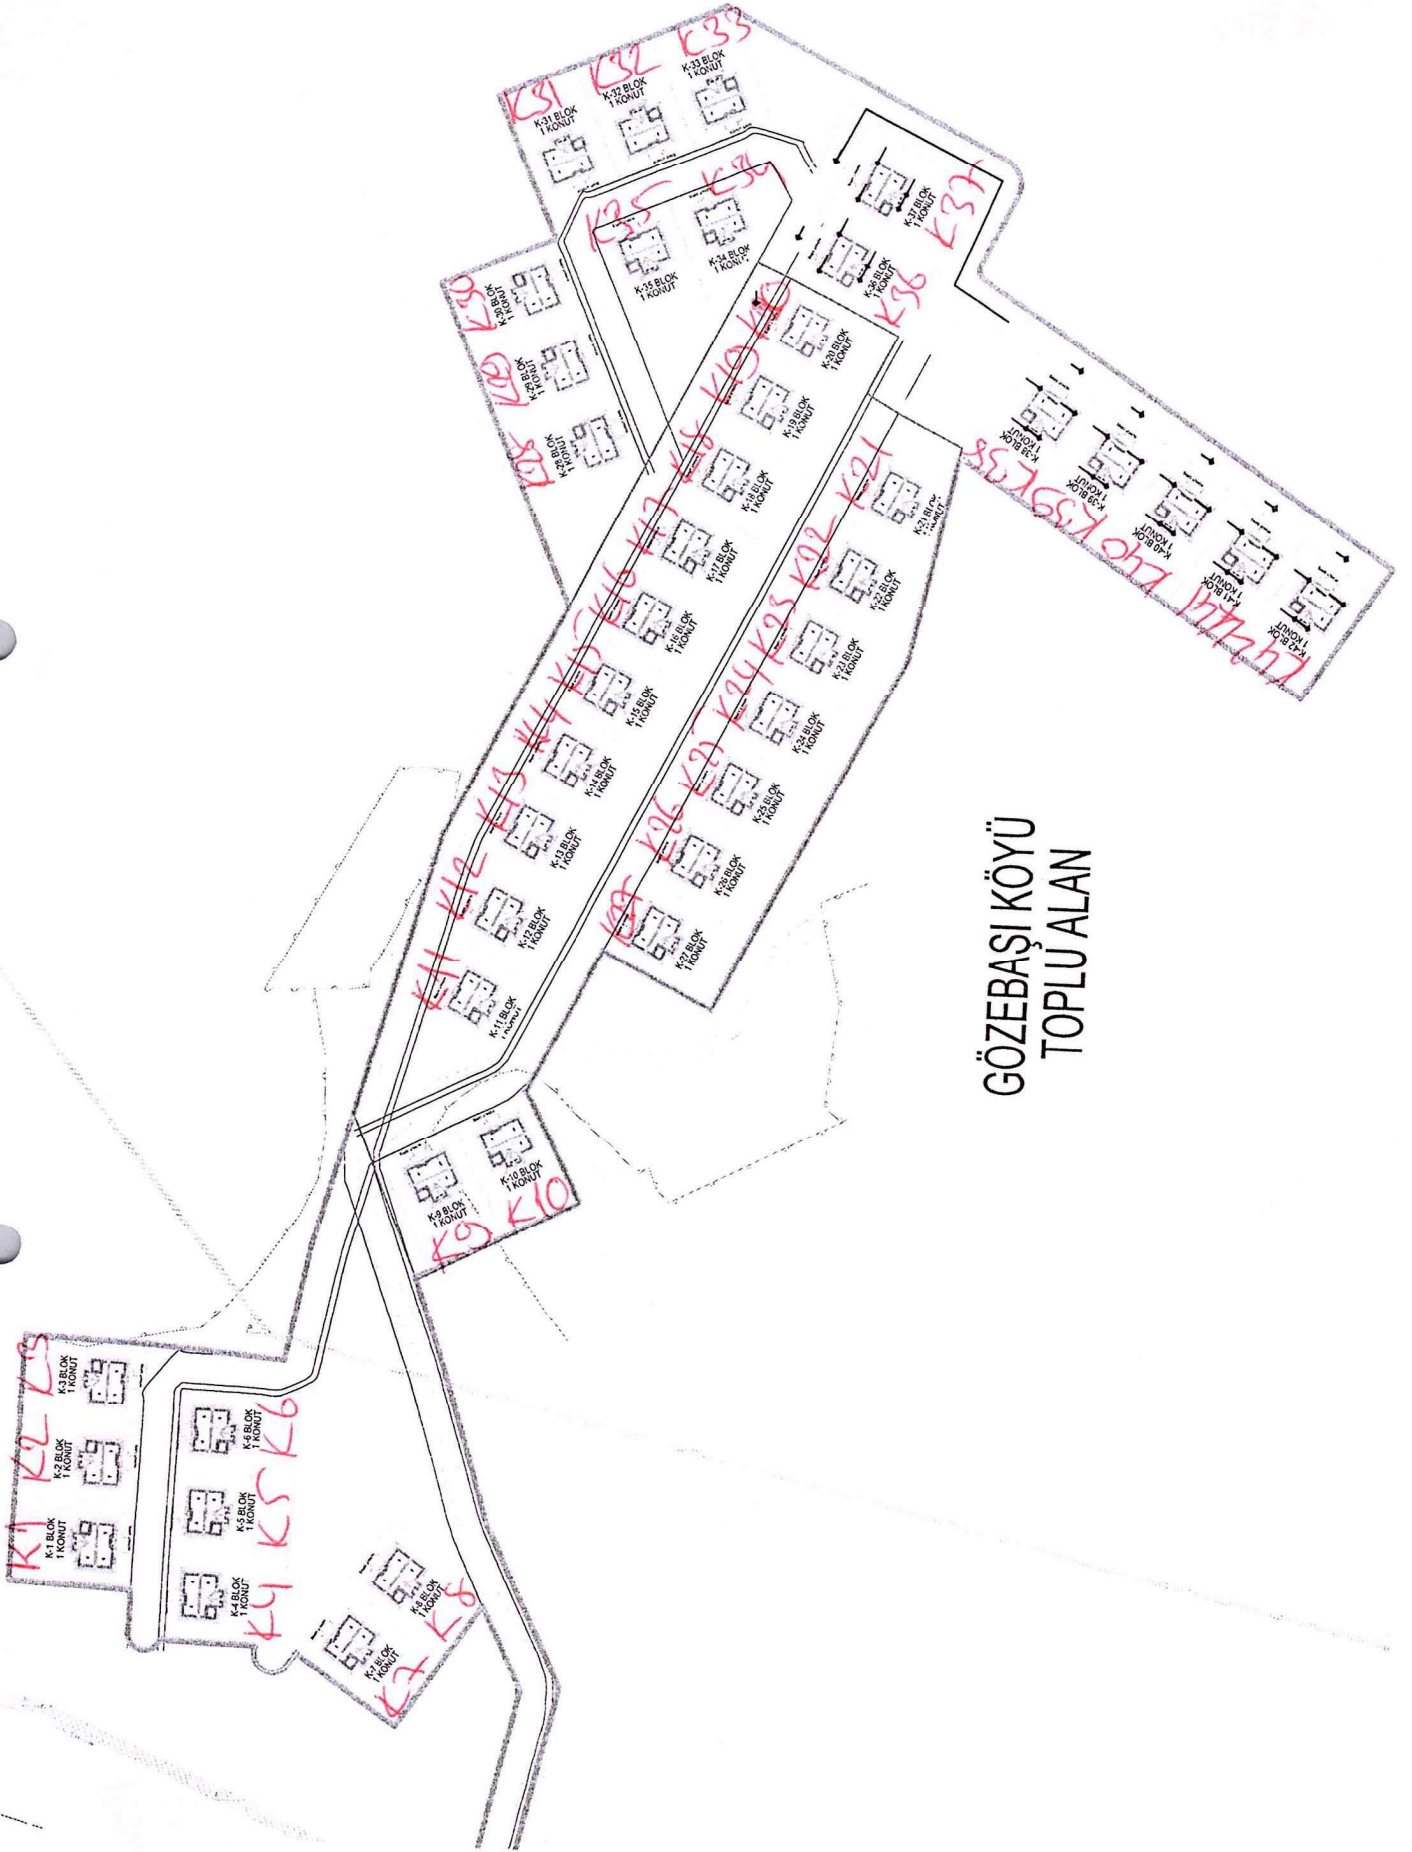 GÖZEBAŞI KÖYÜ
TOPLU ALAN
K-1 BLOK
1 KONUT
K1
K-2 BLOK
1 KONUT
K2
K-3 BLOK
1 KONUT
K3
K-4 BLOK
1 KONUT
K4
K-5 BLOK
1 KONUT
K5
K-6 BLOK
1 KONUT
K6
K-7 BLOK
1 KONUT
K7
K-8 BLOK
1 KONUT
K8
K-9 BLOK
1 KONUT
K9
K-10 BLOK
1 KONUT
K10
K-11 BLOK
1 KONUT
K11
K-12 BLOK
1 KONUT
K12
K-13 BLOK
1 KONUT
K13
K-14 BLOK
1 KONUT
K14
K-15 BLOK
1 KONUT
K15
K-16 BLOK
1 KONUT
K16
K-17 BLOK
1 KONUT
K17
K-18 BLOK
1 KONUT
K18
K-19 BLOK
1 KONUT
K19
K-20 BLOK
1 KONUT
K-21 BLOK
1 KONUT
K21
K-22 BLOK
1 KONUT
K22
K-23 BLOK
1 KONUT
K23
K-24 BLOK
1 KONUT
K24
K-25 BLOK
1 KONUT
K25
K-26 BLOK
1 KONUT
K26
K-27 BLOK
1 KONUT
K27
K-28 BLOK
1 KONUT
K28
K-29 BLOK
1 KONUT
K29
K-30 BLOK
1 KONUT
K30
K-31 BLOK
1 KONUT
K31
K-32 BLOK
1 KONUT
K32
K-33 BLOK
1 KONUT
K33
K-34 BLOK
1 KONUT
K34
K-35 BLOK
1 KONUT
K35
K-36 BLOK
1 KONUT
K36
K-37 BLOK
1 KONUT
K37
K-38 BLOK
1 KONUT
K38
K-39 BLOK
1 KONUT
K39
K-40 BLOK
1 KONUT
K40
K-41 BLOK
1 KONUT
K41
K-42 BLOK
1 KONUT
K42